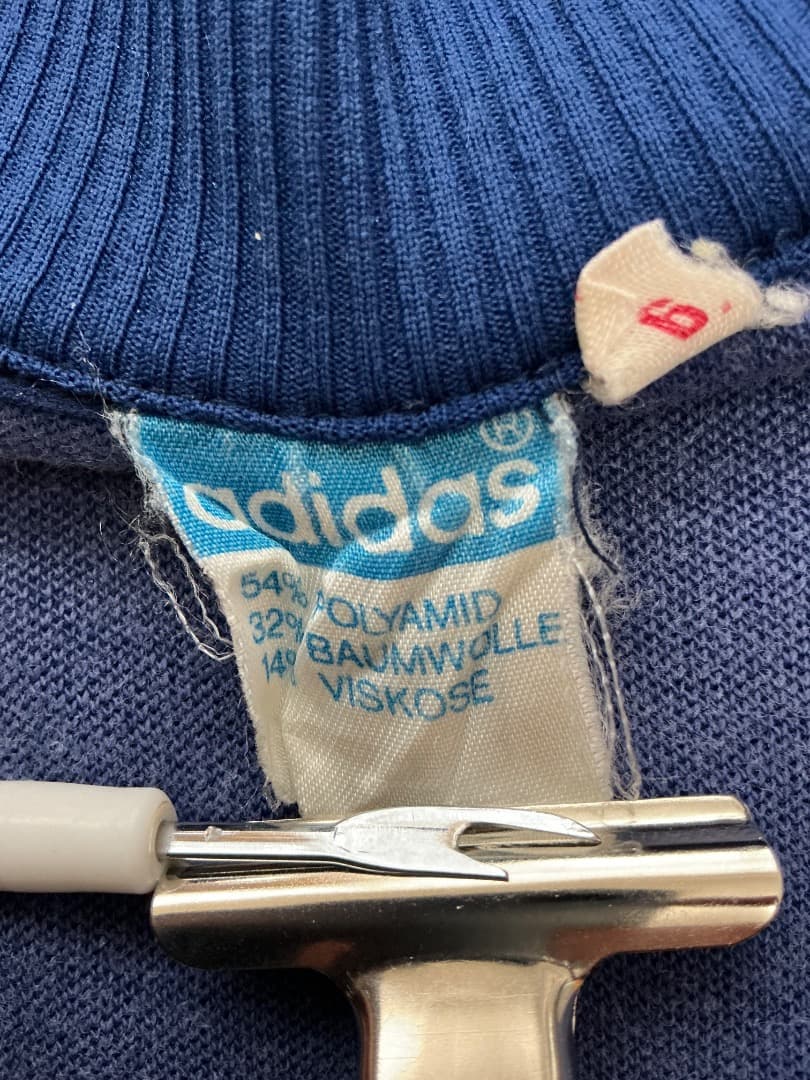 6
®
adidas
54% POLYAMID
32% BAUMWOLLE
14% VISKOSE